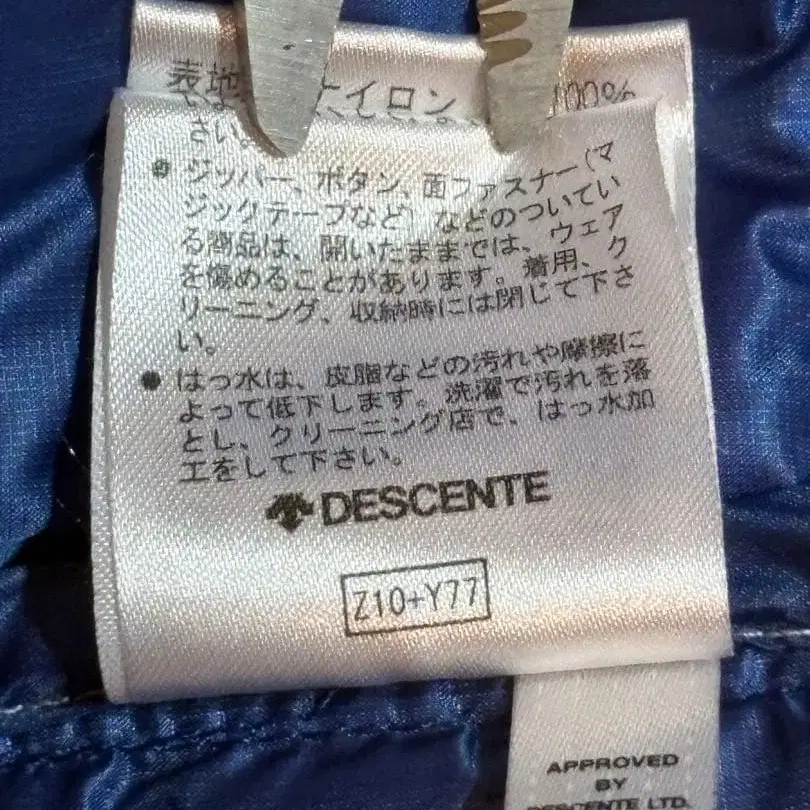 表地 ナイロン 100%
さい。
● ジッパー、ボタン、面ファスナー(マ
ジックテープなど)などのついてい
る商品は、開いたままでは、ウェア
を傷めることがあります。着用、ク
リーニング、収納時には閉じて下さ
い。
● はっ水は、皮脂などの汚れや摩擦に
よって低下します。洗濯で汚れを落
とし、クリーニング店で、はっ水加
工をして下さい。
DESCENTE
Z10+Y77
APPROVED
BY
DESCENTE LTD.